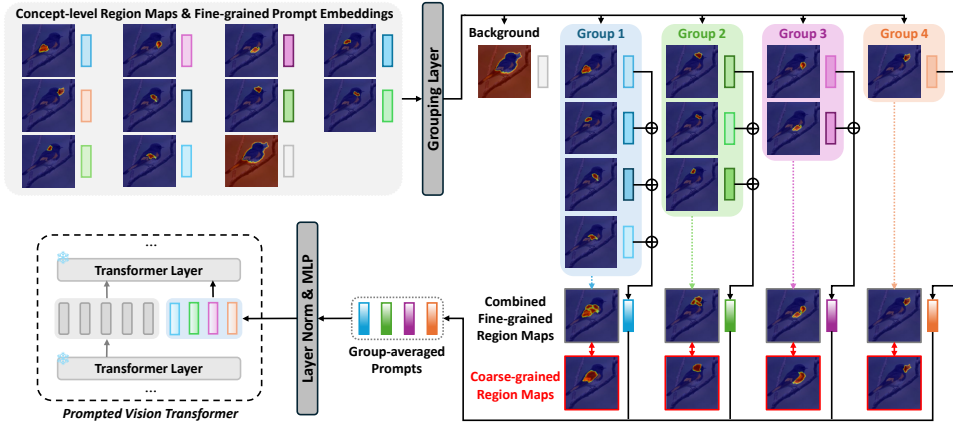 Concept-level Region Maps & Fine-grained Prompt Embeddings
Grouping Layer
Background
Group 1
Group 2
Group 3
Group 4
...
Transformer Layer
Transformer Layer
...
Prompted Vision Transformer
Layer Norm & MLP
Group-averaged
Prompts
Combined
Fine-grained
Region Maps
Coarse-grained
Region Maps